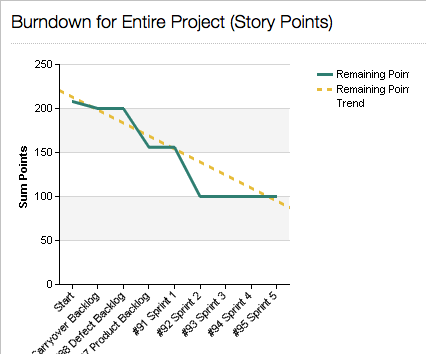 Burndown for Entire Project (Story Points)
250
200
150
100
50
0
Sum Points
Start
Carryover Backlog
Defect Backlog
Product Backlog
#91 Sprint 1
#92 Sprint 2
#93 Sprint 3
#94 Sprint 4
#95 Sprint 5
Remaining Poin
Remaining Poin
Trend